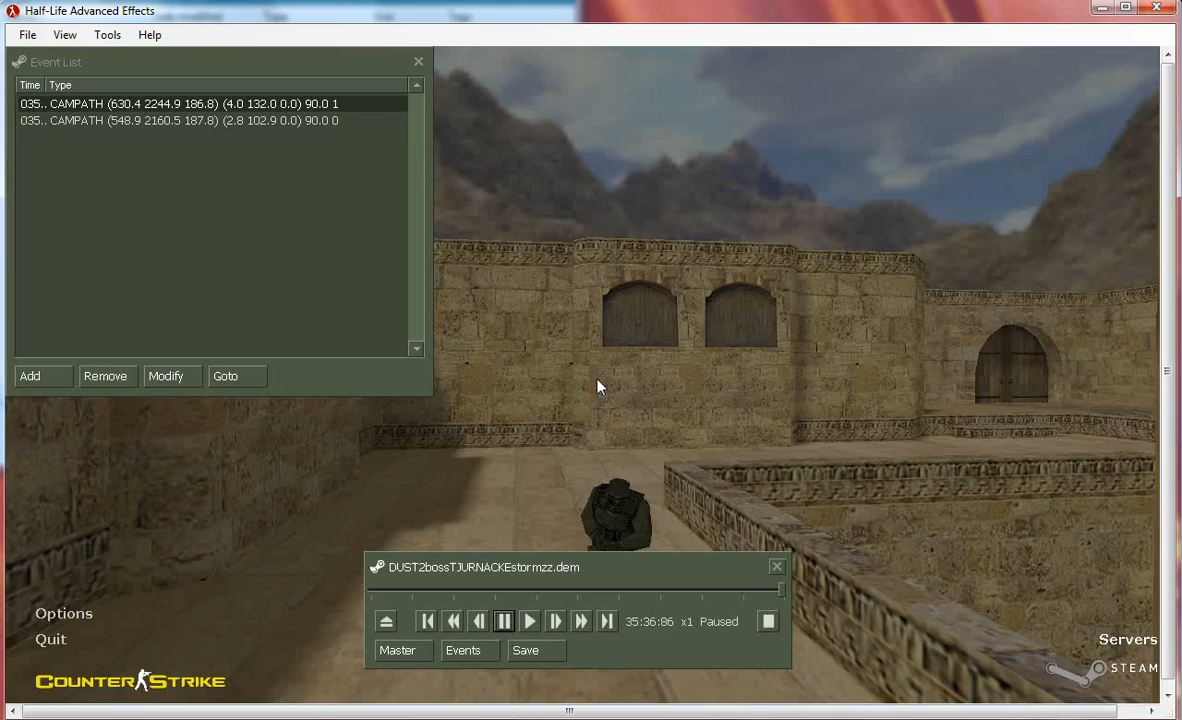 Half-Life Advanced Effects
File View Tools Help
Event List
Time Type
035.. CAMPATH (630.4 2244.9 186.8) (4.0 132.0 0.0) 90.0 1
035.. CAMPATH (548.9 2160.5 187.8) (2.8 102.9 0.0) 90.0 0
Add Remove Modify Goto
DUST2bossTJURNACKEstormzz.dem
35:36:86 x1 Paused
Master Events Save
Options
Quit
Servers
COUNTER STRIKE
STEAM